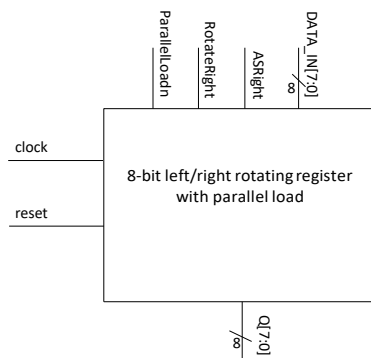 ParallelLoadn
RotateRight
ASRight
DATA_IN[7:0]
8
clock
8-bit left/right rotating register
with parallel load
reset
8
Q[7:0]